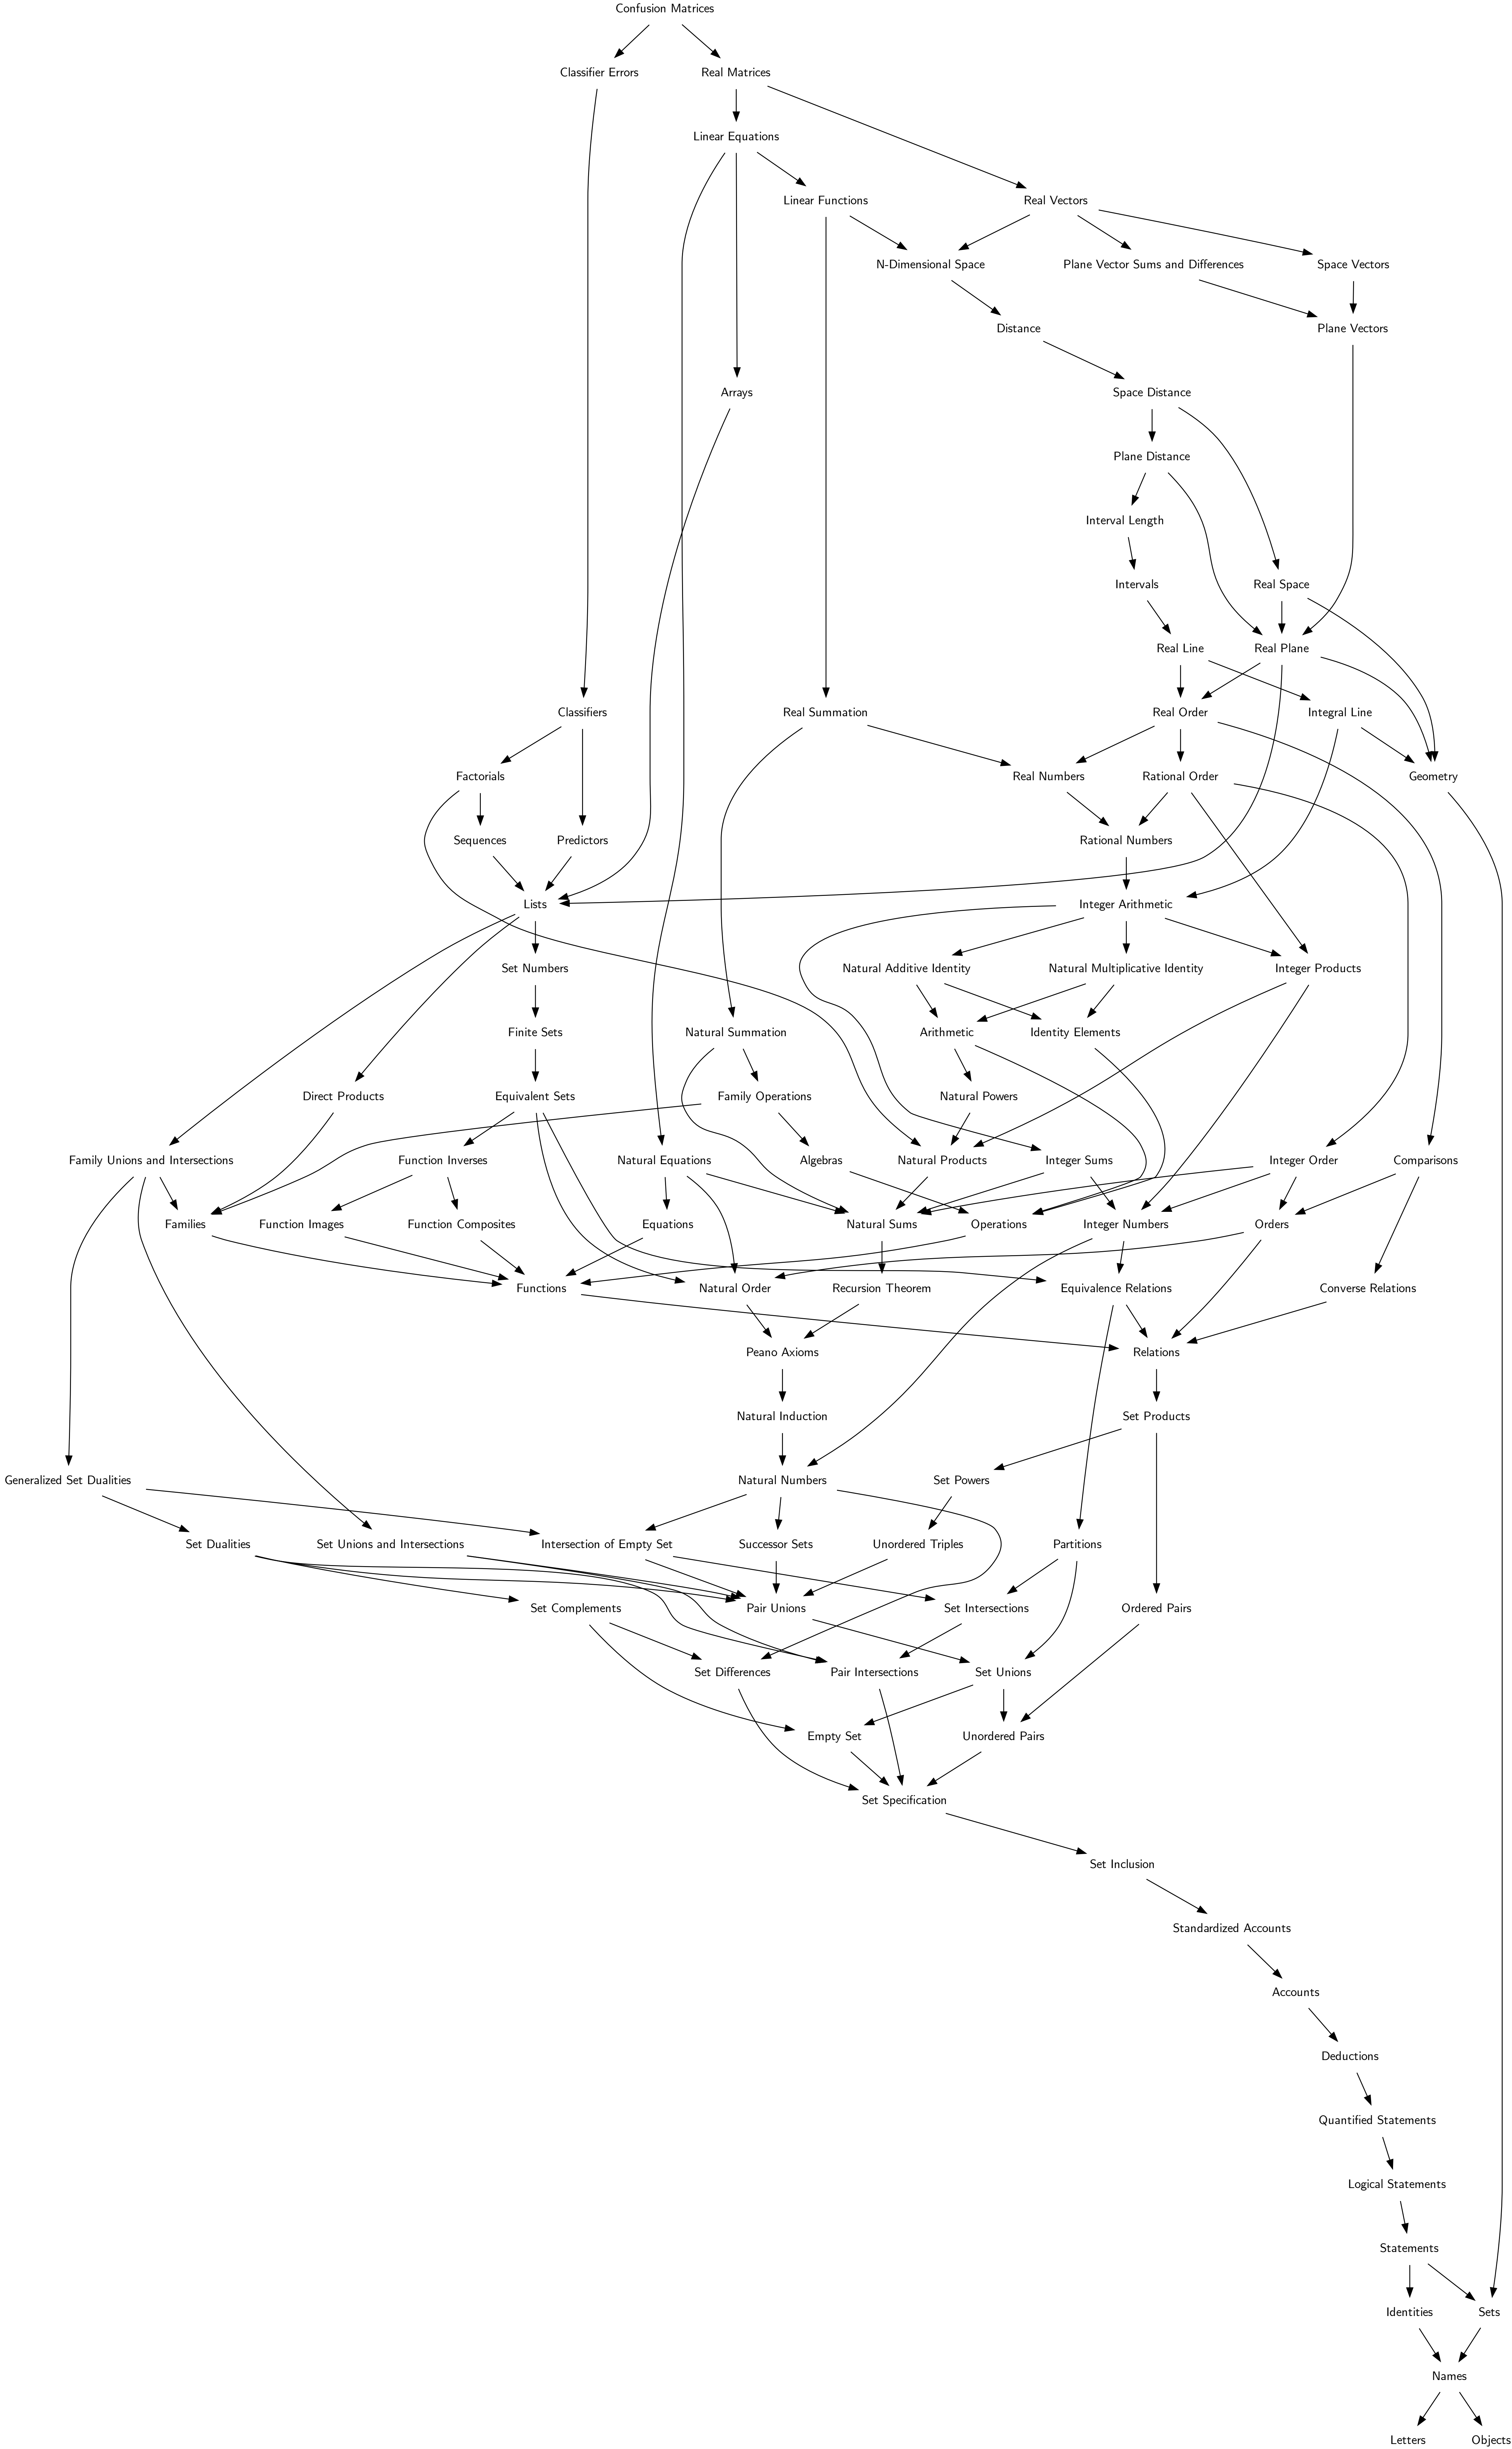 Confusion Matrices
Classifier Errors
Real Matrices
Linear Equations
Linear Functions
Real Vectors
N-Dimensional Space
Plane Vector Sums and Differences
Space Vectors
Distance
Plane Vectors
Arrays
Space Distance
Plane Distance
Interval Length
Intervals
Real Space
Real Line
Real Plane
Classifiers
Real Summation
Real Order
Integral Line
Factorials
Real Numbers
Rational Order
Geometry
Sequences
Predictors
Rational Numbers
Lists
Integer Arithmetic
Set Numbers
Natural Additive Identity
Natural Multiplicative Identity
Integer Products
Finite Sets
Natural Summation
Arithmetic
Identity Elements
Direct Products
Equivalent Sets
Family Operations
Natural Powers
Family Unions and Intersections
Function Inverses
Natural Equations
Algebras
Natural Products
Integer Sums
Integer Order
Comparisons
Families
Function Images
Function Composites
Equations
Natural Sums
Operations
Integer Numbers
Orders
Functions
Natural Order
Recursion Theorem
Equivalence Relations
Converse Relations
Peano Axioms
Relations
Natural Induction
Set Products
Generalized Set Dualities
Natural Numbers
Set Powers
Set Dualities
Set Unions and Intersections
Intersection of Empty Set
Successor Sets
Unordered Triples
Partitions
Set Complements
Pair Unions
Set Intersections
Ordered Pairs
Set Differences
Pair Intersections
Set Unions
Empty Set
Unordered Pairs
Set Specification
Set Inclusion
Standardized Accounts
Accounts
Deductions
Quantified Statements
Logical Statements
Statements
Identities
Sets
Names
Letters
Objects